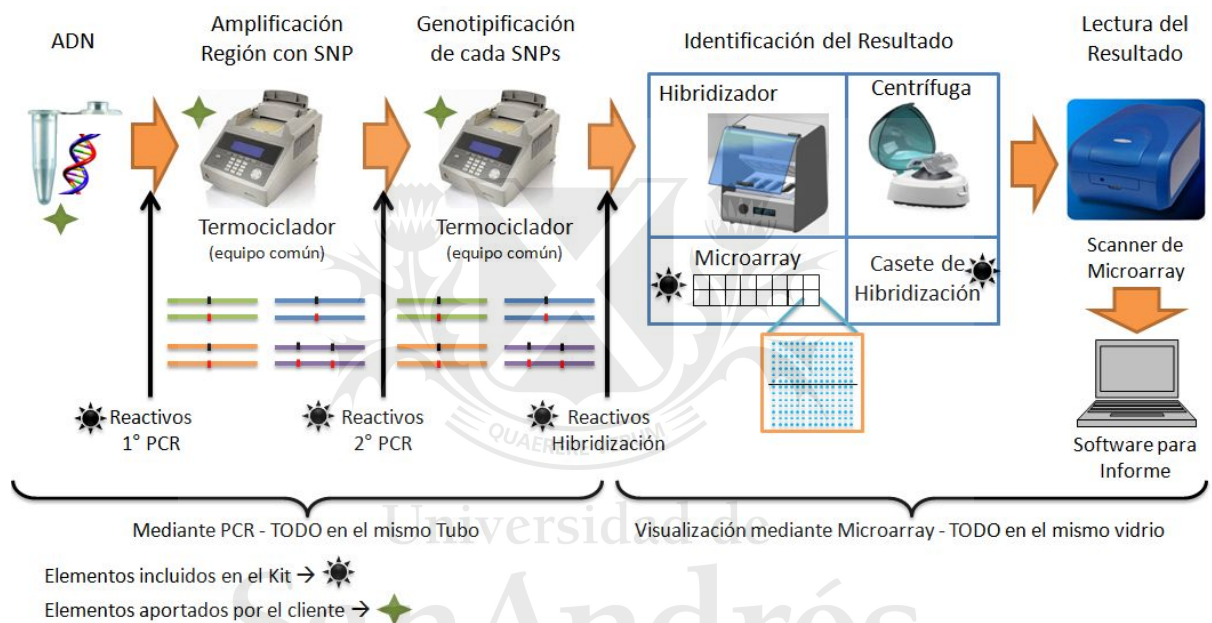 ADN
Amplificación
Región con SNP
Genotipificación
de cada SNPs
Identificación del Resultado
Lectura del
Resultado
Hibridizador
Centrífuga
Termociclador
(equipo común)
Termociclador
(equipo común)
Microarray
Casete de
Hibridización
Scanner de
Microarray
Reactivos
1° PCR
Reactivos
2° PCR
Reactivos
Hibridización
Software para
Informe
QUAERERE VERUM
Mediante PCR - TODO en el mismo Tubo
Visualización mediante Microarray - TODO en el mismo vidrio
Universidad de
SanAndrés
Elementos incluidos en el Kit →
Elementos aportados por el cliente →